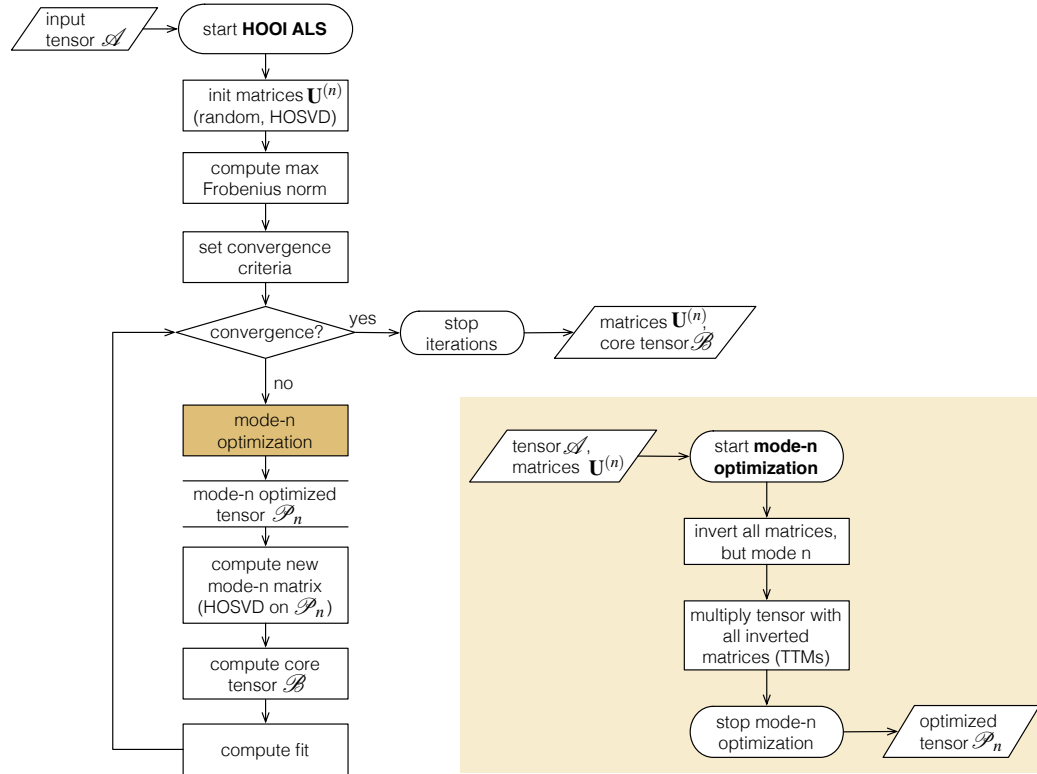 input
tensor 𝒜
start HOOI ALS
init matrices U⁽ⁿ⁾
(random, HOSVD)
compute max
Frobenius norm
set convergence
criteria
convergence?
yes
stop
iterations
matrices U⁽ⁿ⁾,
core tensor ℬ
no
mode-n
optimization
mode-n optimized
tensor 𝒫ₙ
compute new
mode-n matrix
(HOSVD on 𝒫ₙ)
compute core
tensor ℬ
compute fit
tensor 𝒜,
matrices U⁽ⁿ⁾
start mode-n
optimization
invert all matrices,
but mode n
multiply tensor with
all inverted
matrices (TTMs)
stop mode-n
optimization
optimized
tensor 𝒫ₙ